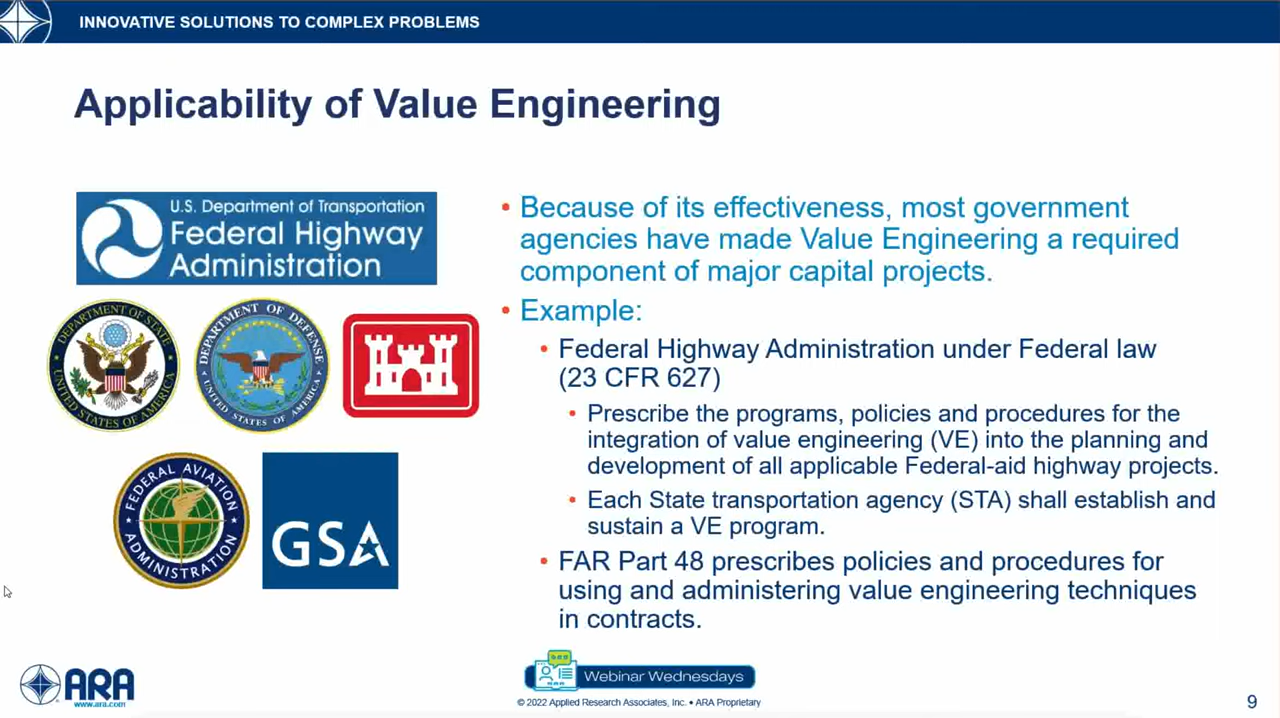 INNOVATIVE SOLUTIONS TO COMPLEX PROBLEMS
Applicability of Value Engineering
U.S. Department of Transportation
Federal Highway
Administration
DEPARTMENT OF STATE
UNITED STATES OF AMERICA
DEPARTMENT OF DEFENSE
UNITED STATES OF AMERICA
FEDERAL AVIATION
ADMINISTRATION
GSA
• Because of its effectiveness, most government
agencies have made Value Engineering a required
component of major capital projects.
• Example:
• Federal Highway Administration under Federal law
(23 CFR 627)
• Prescribe the programs, policies and procedures for the
integration of value engineering (VE) into the planning and
development of all applicable Federal-aid highway projects.
• Each State transportation agency (STA) shall establish and
sustain a VE program.
• FAR Part 48 prescribes policies and procedures for
using and administering value engineering techniques
in contracts.
ARA
www.ara.com
Webinar Wednesdays
© 2022 Applied Research Associates, Inc. • ARA Proprietary
9